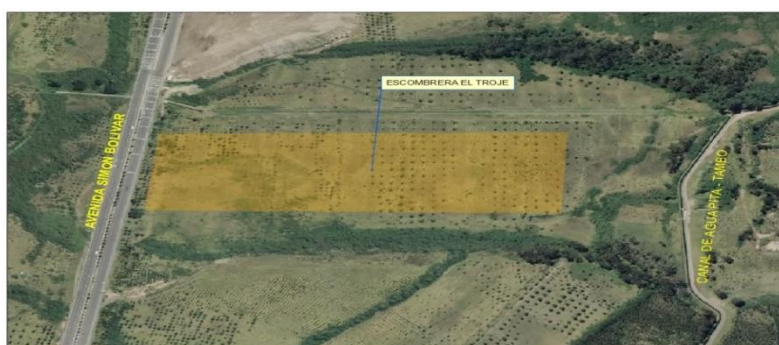 ESCOMBRERA EL TROJE
AVENIDA SIMON BOLIVAR
CANAL DE AGUA PITA - TAMBO